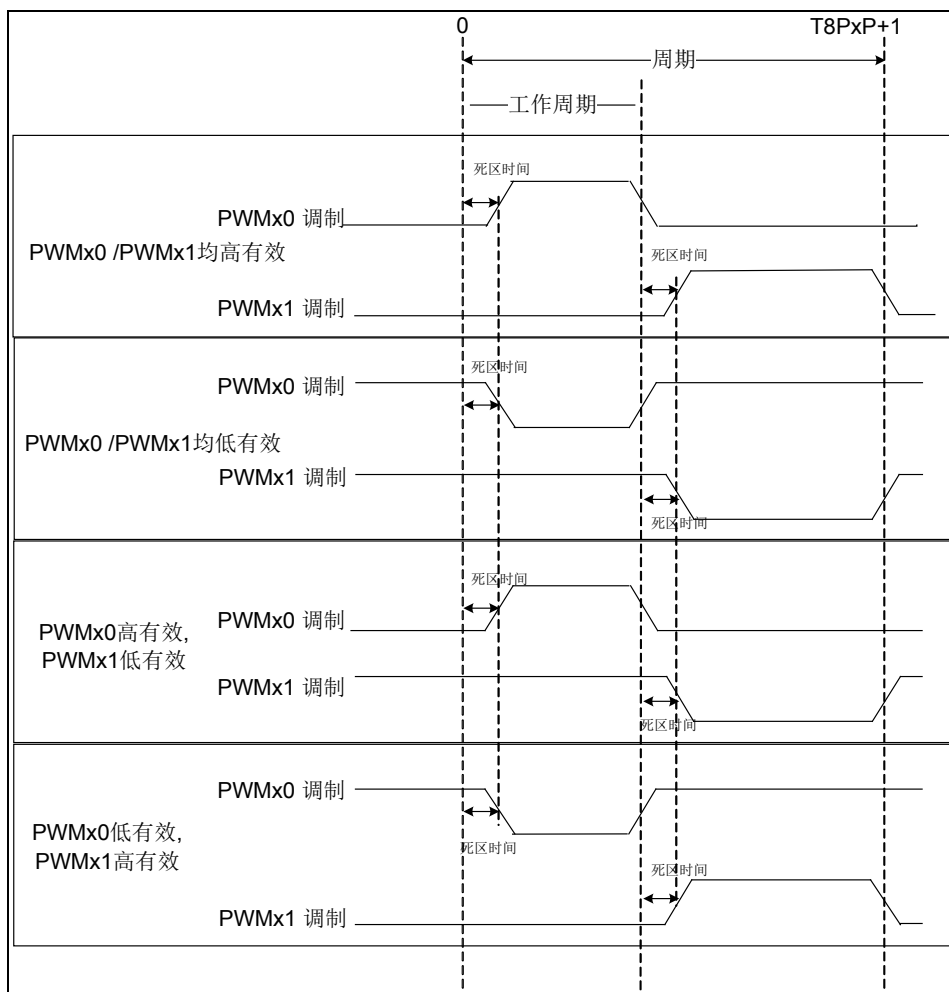 0
T8PxP+1
周期
工作周期
死区时间
PWMx0 调制
PWMx0 /PWMx1均高有效
死区时间
PWMx1 调制
死区时间
PWMx0 调制
PWMx0 /PWMx1均低有效
PWMx1 调制
死区时间
死区时间
PWMx0 调制
PWMx0高有效,
PWMx1低有效
PWMx1 调制
死区时间
PWMx0 调制
死区时间
PWMx0低有效,
PWMx1高有效
死区时间
PWMx1 调制